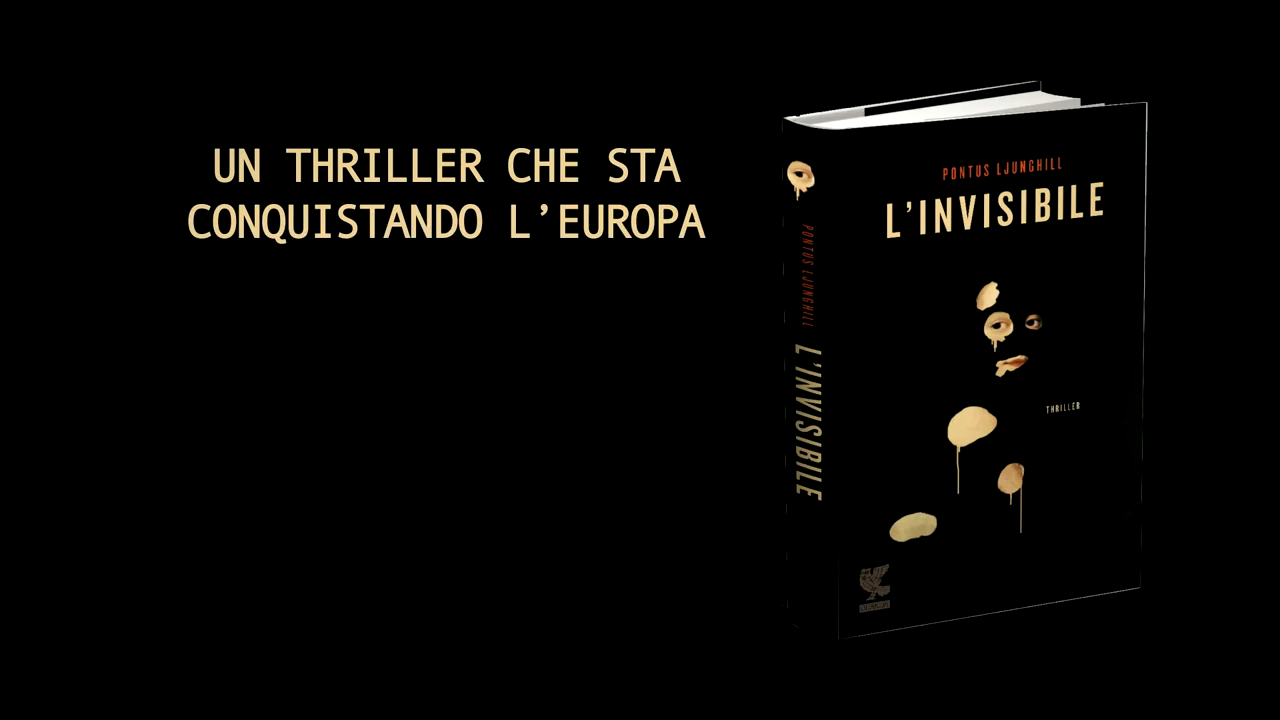 UN THRILLER CHE STA
CONQUISTANDO L’EUROPA
PONTUS LJUNGHILL
L’INVISIBILE
THRILLER
PONTUS LJUNGHILL
L’INVISIBILE